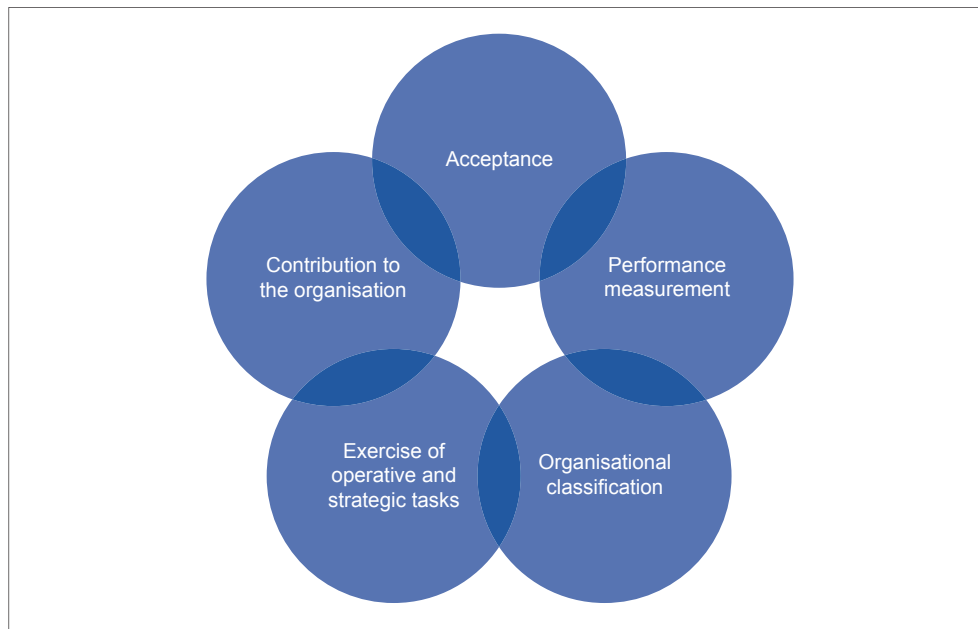 Acceptance
Performance
measurement
Organisational
classification
Exercise of
operative and
strategic tasks
Contribution to
the organisation